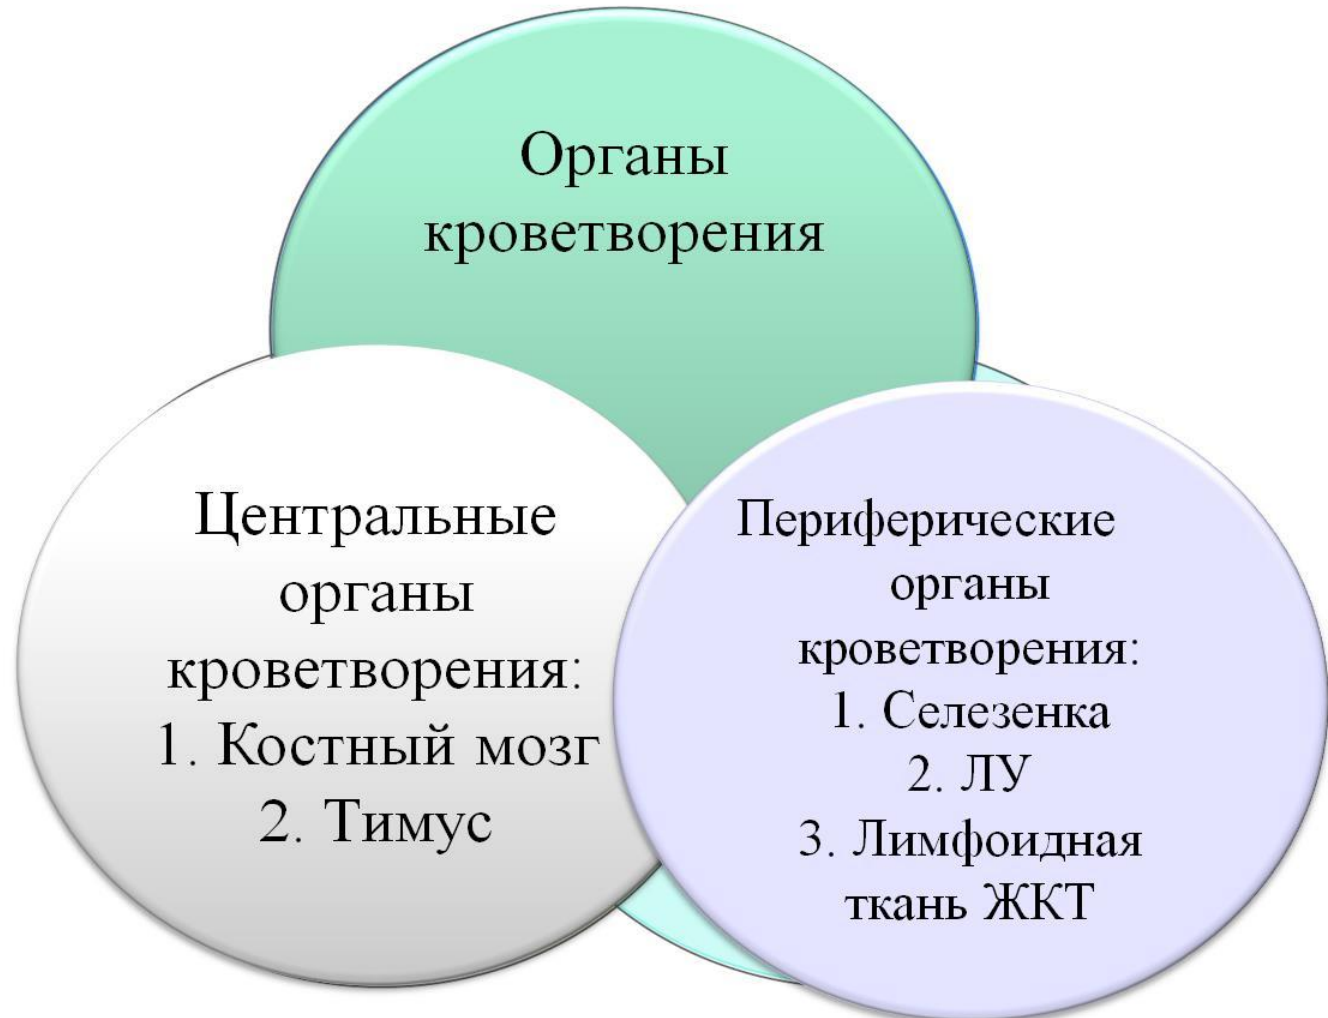 Органы
кроветворения
Центральные
органы
кроветворения:
1. Костный мозг
2. Тимус
Периферические
органы
кроветворения:
1. Селезенка
2. ЛУ
3. Лимфоидная
ткань ЖКТ